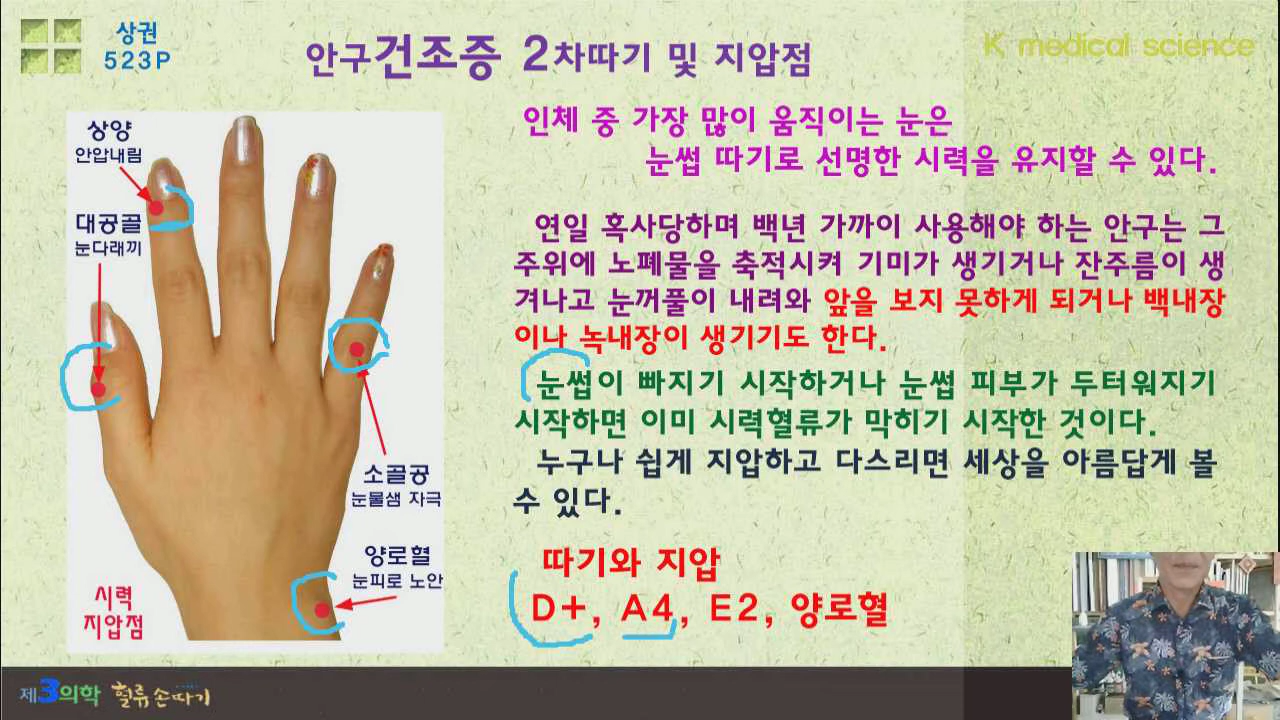 상권
523P
안구건조증 2차따기 및 지압점
K medical science
상양
안압내림
대공골
눈다래끼
소골공
눈물샘 자극
양로혈
눈피로 노안
시력
지압점
인체 중 가장 많이 움직이는 눈은
눈썹 따기로 선명한 시력을 유지할 수 있다.
연일 혹사당하며 백년 가까이 사용해야 하는 안구는 그
주위에 노폐물을 축적시켜 기미가 생기거나 잔주름이 생
겨나고 눈꺼풀이 내려와 앞을 보지 못하게 되거나 백내장
이나 녹내장이 생기기도 한다.
눈썹이 빠지기 시작하거나 눈썹 피부가 두터워지기
시작하면 이미 시력혈류가 막히기 시작한 것이다.
누구나 쉽게 지압하고 다스리면 세상을 아름답게 볼
수 있다.
따기와 지압
D+, A4, E2, 양로혈
제3의학 혈류 손따기